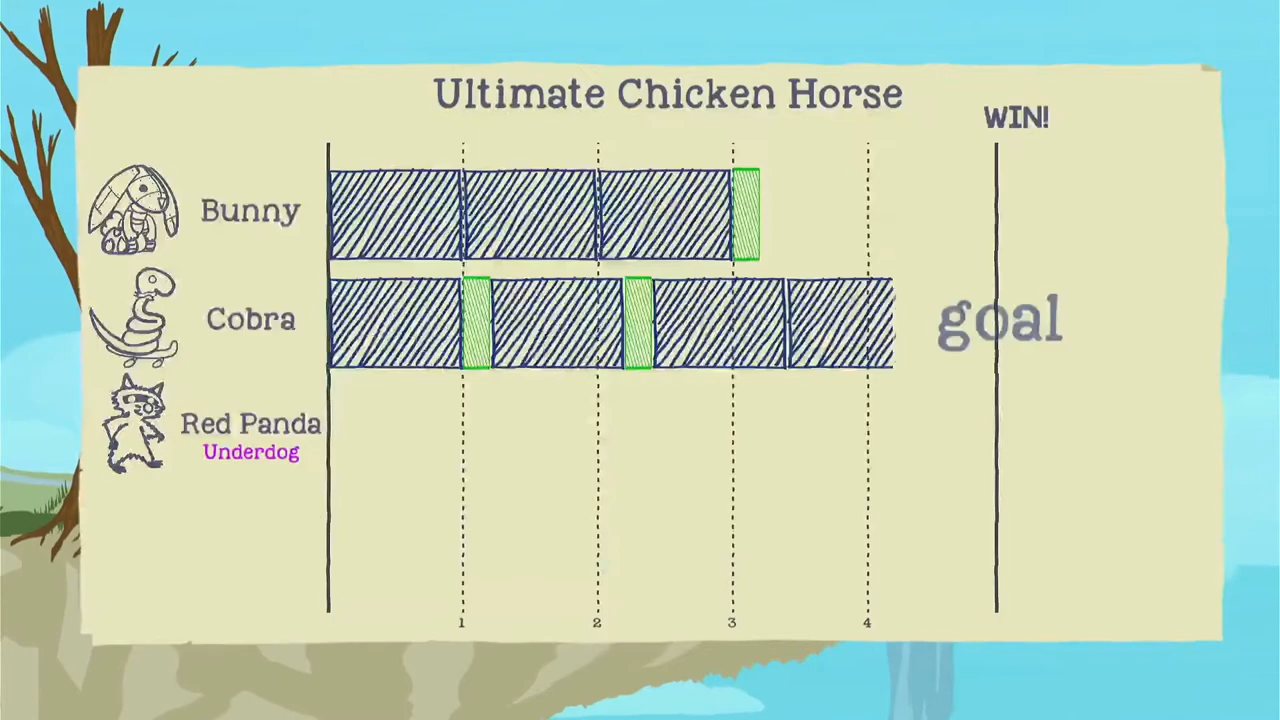 Ultimate Chicken Horse
WIN!
Bunny
Cobra
goal
Red Panda
Underdog
1 2 3 4